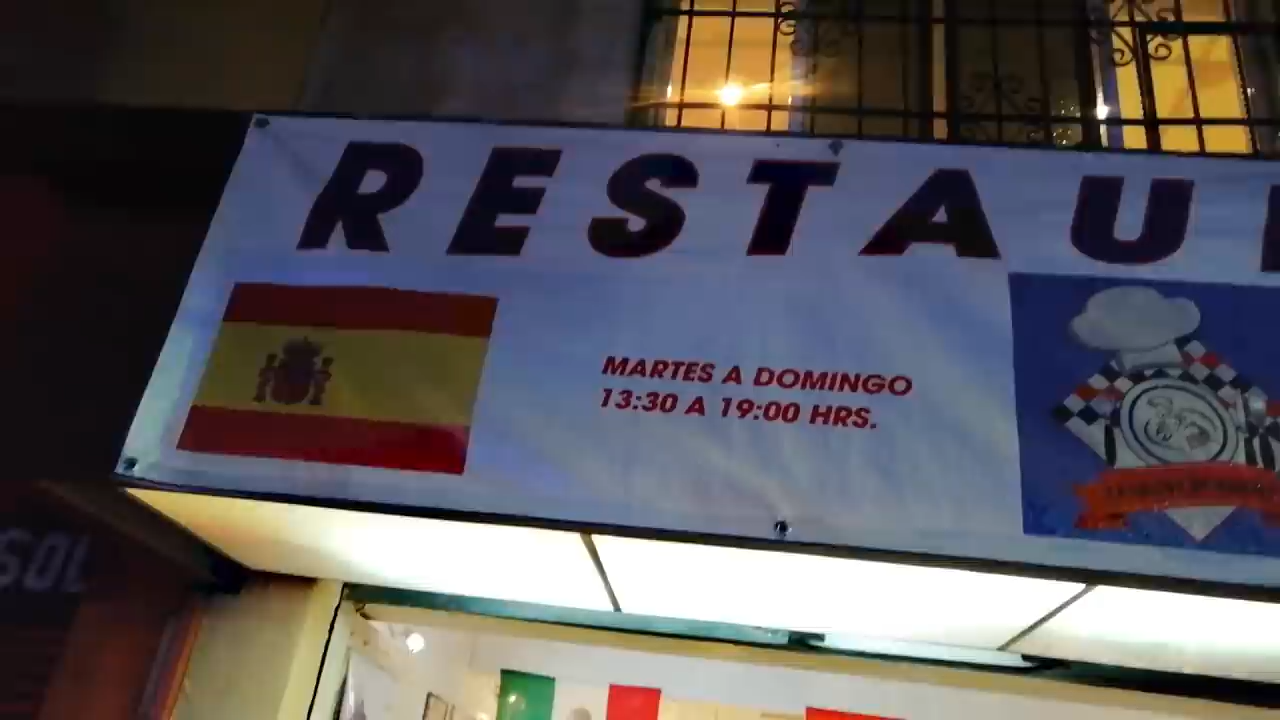 RESTAU
MARTES A DOMINGO
13:30 A 19:00 HRS.
SOL